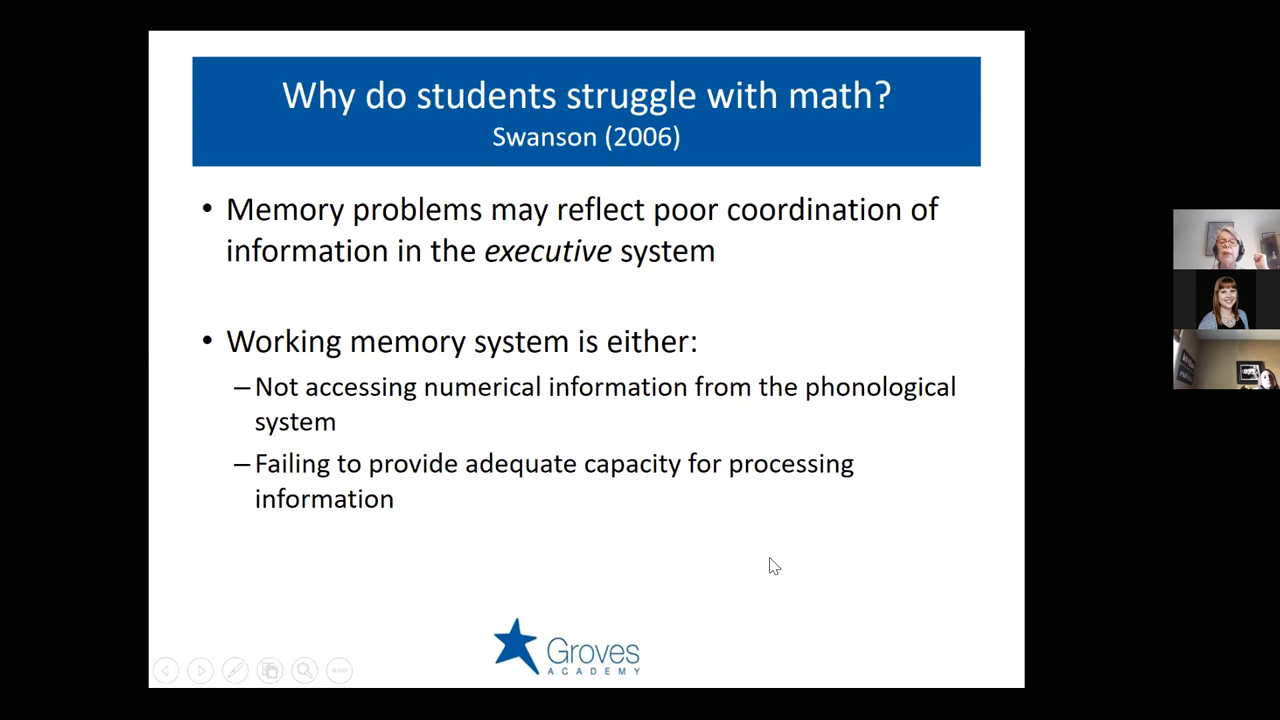 Why do students struggle with math?
Swanson (2006)
• Memory problems may reflect poor coordination of
information in the executive system
• Working memory system is either:
– Not accessing numerical information from the phonological
system
– Failing to provide adequate capacity for processing
information
Groves
ACADEMY